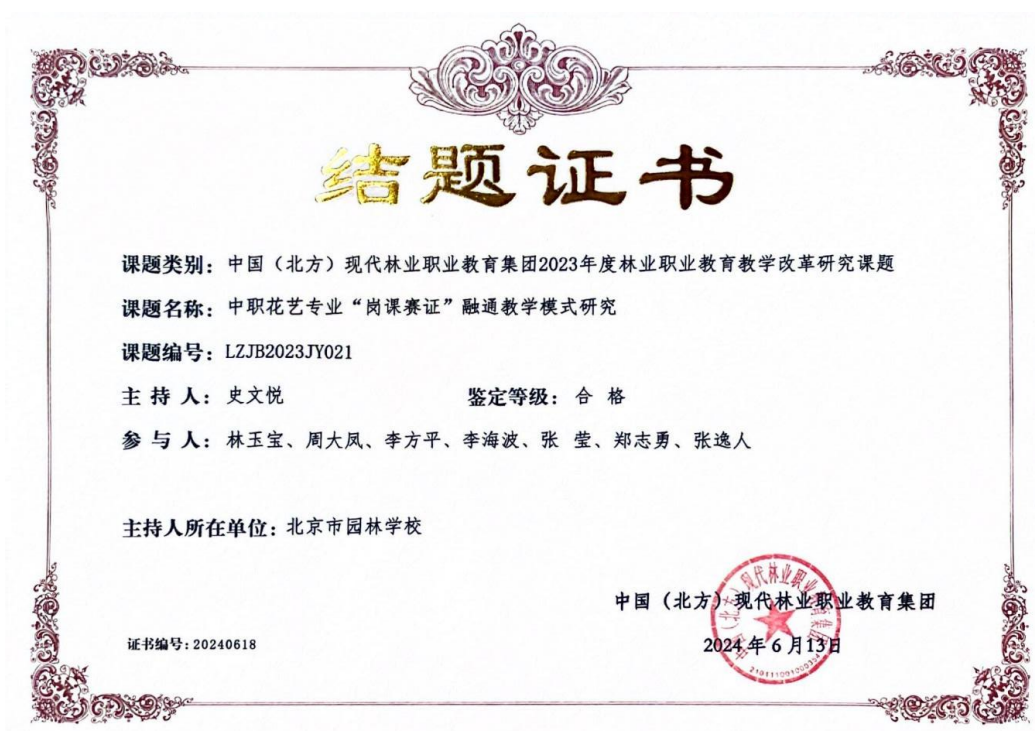 结题证书
课题类别：中国（北方）现代林业职业教育集团2023年度林业职业教育教学改革研究课题
课题名称：中职花艺专业“岗课赛证”融通教学模式研究
课题编号：LZJB2023JY021
主 持 人：史文悦 鉴定等级：合 格
参 与 人：林玉宝、周大凤、李方平、李海波、张 莹、郑志勇、张逸人
主持人所在单位：北京市园林学校
中国（北方）现代林业职业教育集团
证书编号：20240618
2024 年 6 月13日